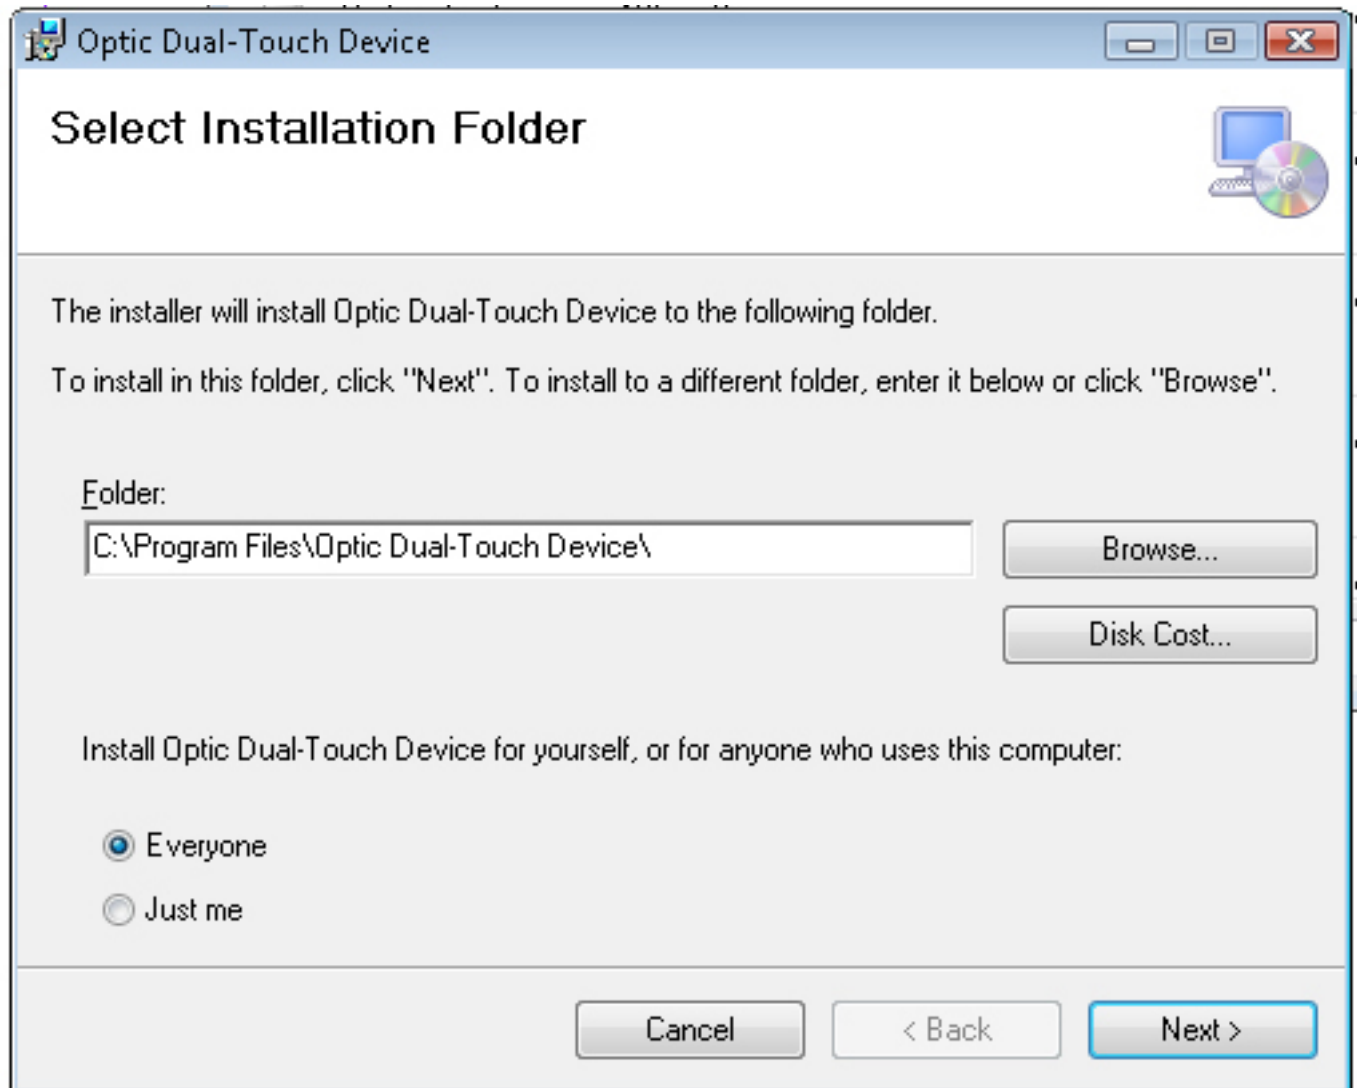 Optic Dual-Touch Device
Select Installation Folder
The installer will install Optic Dual-Touch Device to the following folder.
To install in this folder, click "Next". To install to a different folder, enter it below or click "Browse".
Folder:
C:\Program Files\Optic Dual-Touch Device\
Browse...
Disk Cost...
Install Optic Dual-Touch Device for yourself, or for anyone who uses this computer:
Everyone
Just me
Cancel
< Back
Next >